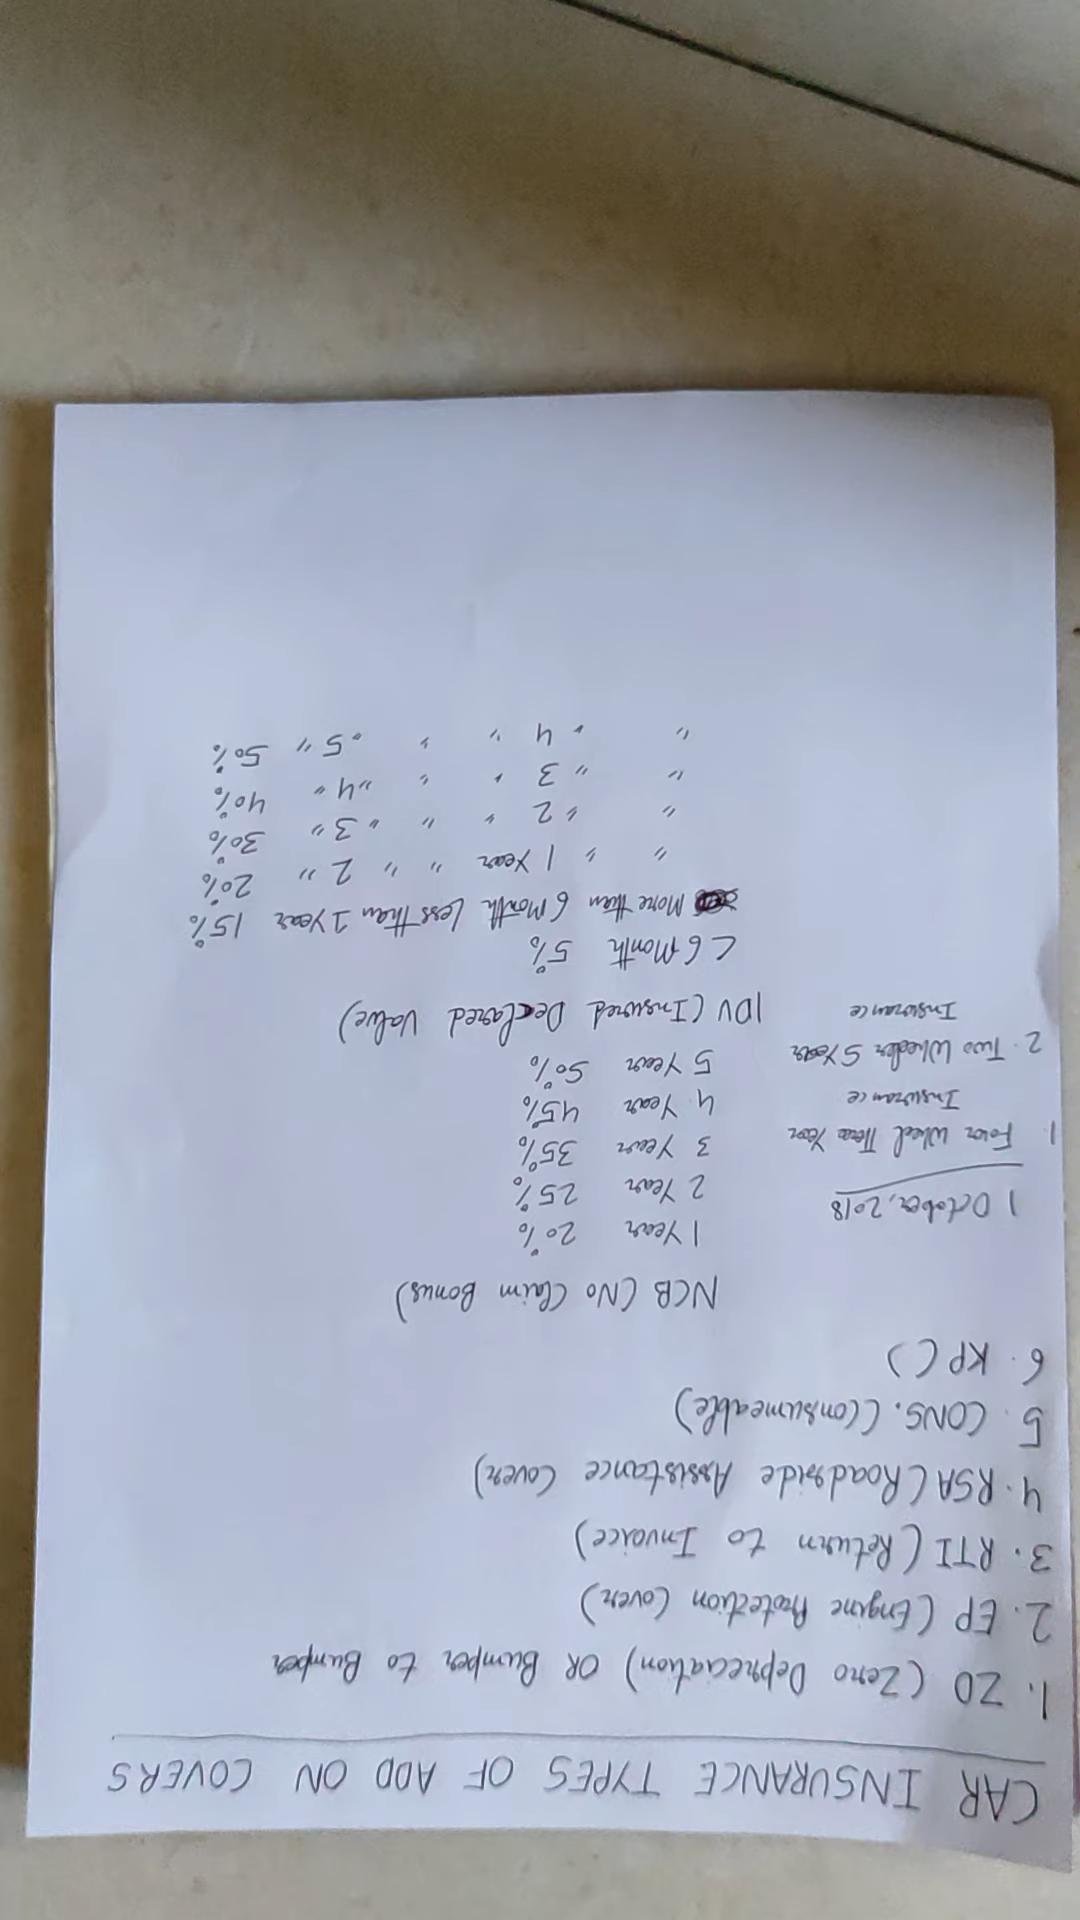 CAR INSURANCE TYPES OF ADD ON COVERS
1. ZD (Zero Depreciation) OR Bumper to Bumper
2. EP (Engine Protection Cover)
3. RTI (Return to Invoice)
4. RSA (Roadside Assistance Cover)
5. CONS. (Consumeable)
6. KP ( )
NCB (No Claim Bonus)
1 Year 20%
2 Year 25%
3 Year 35%
4 Year 45%
5 Year 50%
1 October, 2018
1. Four Wheel Three Year
Insurance
2. Two Wheeler 5 Year
Insurance
IDV (Insured Declared Value)
< 6 Month 5%
More than 6 Month Less than 1 Year 15%
" " 1 Year " " 2 " 20%
" " 2 " " " 3 " 30%
" " 3 " " " 4 " 40%
" " 4 " " " 5 " 50%